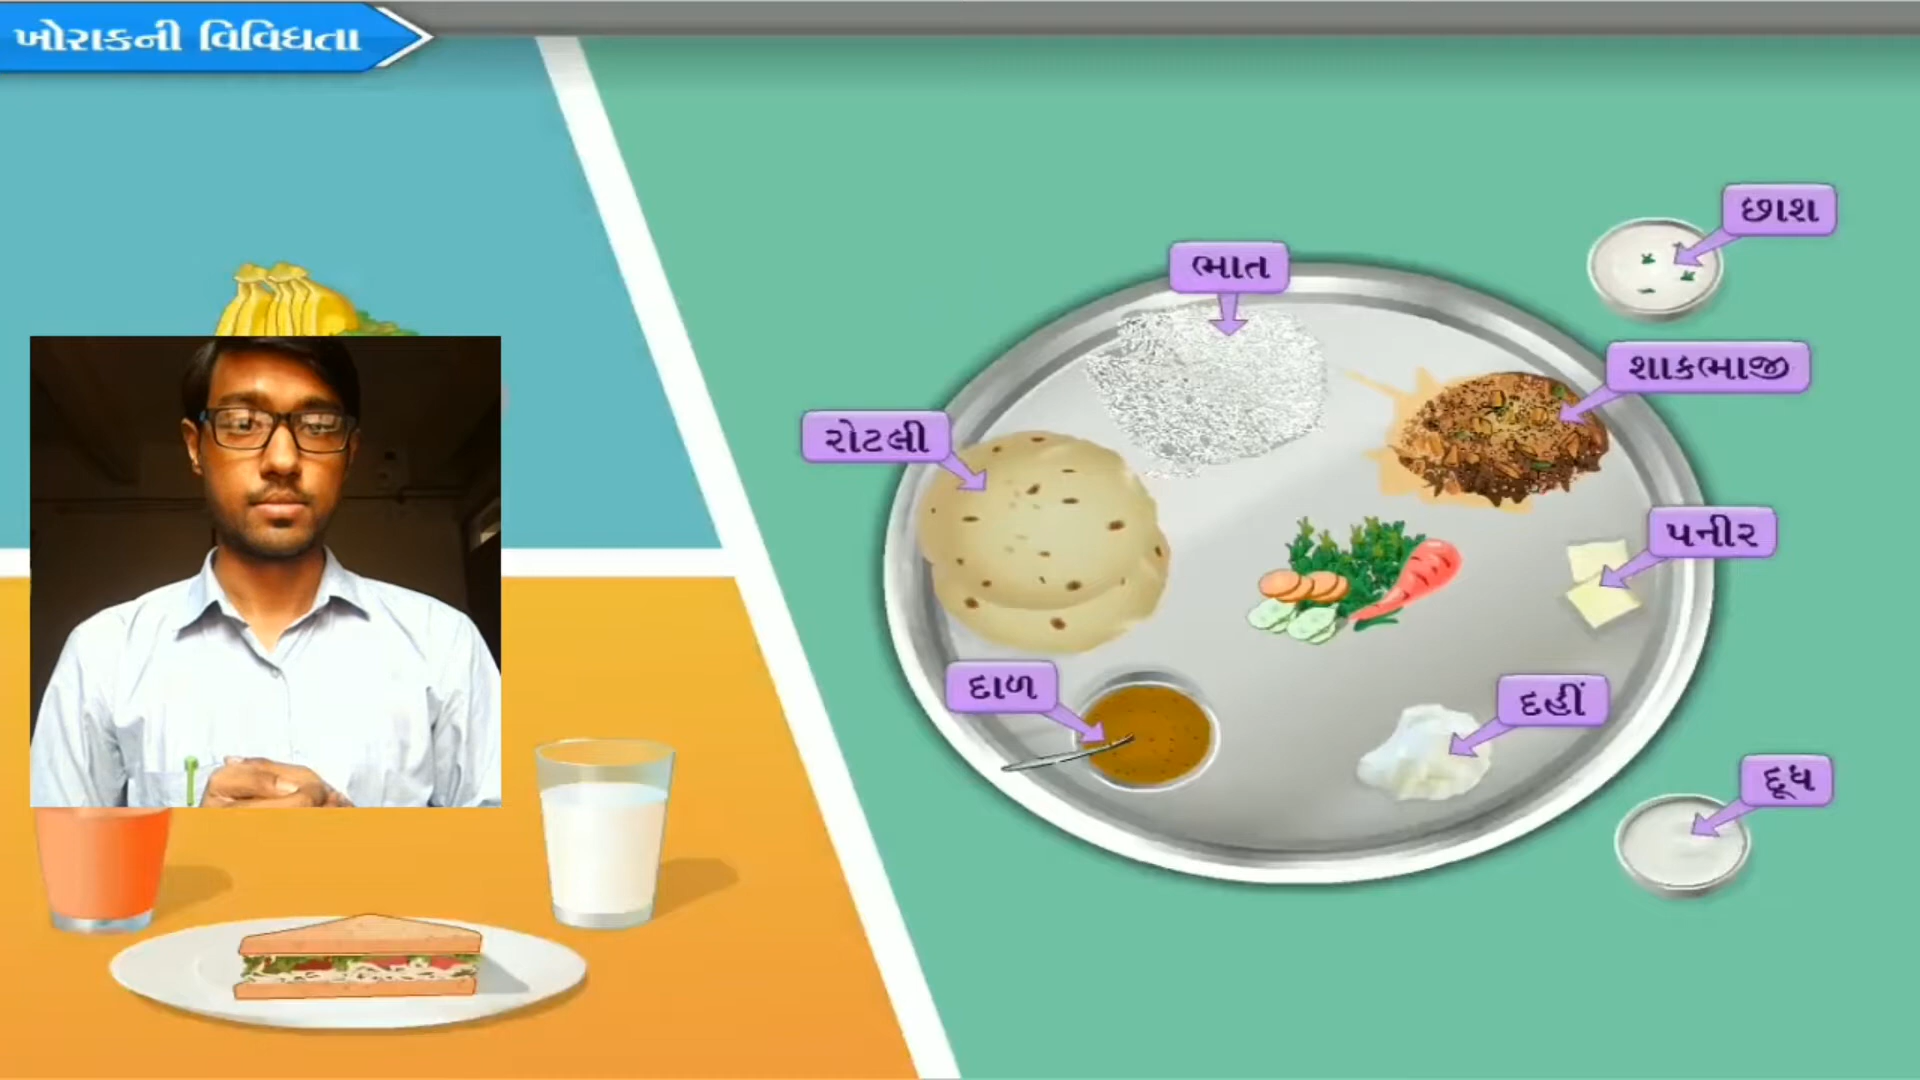 ખોરાકની વિવિધતા
છાશ
ભાત
શાકભાજી
રોટલી
પનીર
દાળ
દહીં
દૂધ